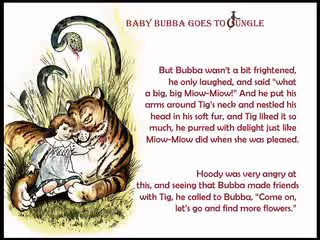 BABY BUBBA GOES TO JUNGLE
But Bubba wasn't a bit frightened,
he only laughed, and said "what
a big, big Miow-Miow!" And he put his
arms around Tig's neck and nestled his
head in his soft fur, and Tig liked it so
much, he purred with delight just like
Miow-Miow did when she was pleased.
Hoody was very angry at
this, and seeing that Bubba made friends
with Tig, he called to Bubba, "Come on,
let's go and find more flowers."